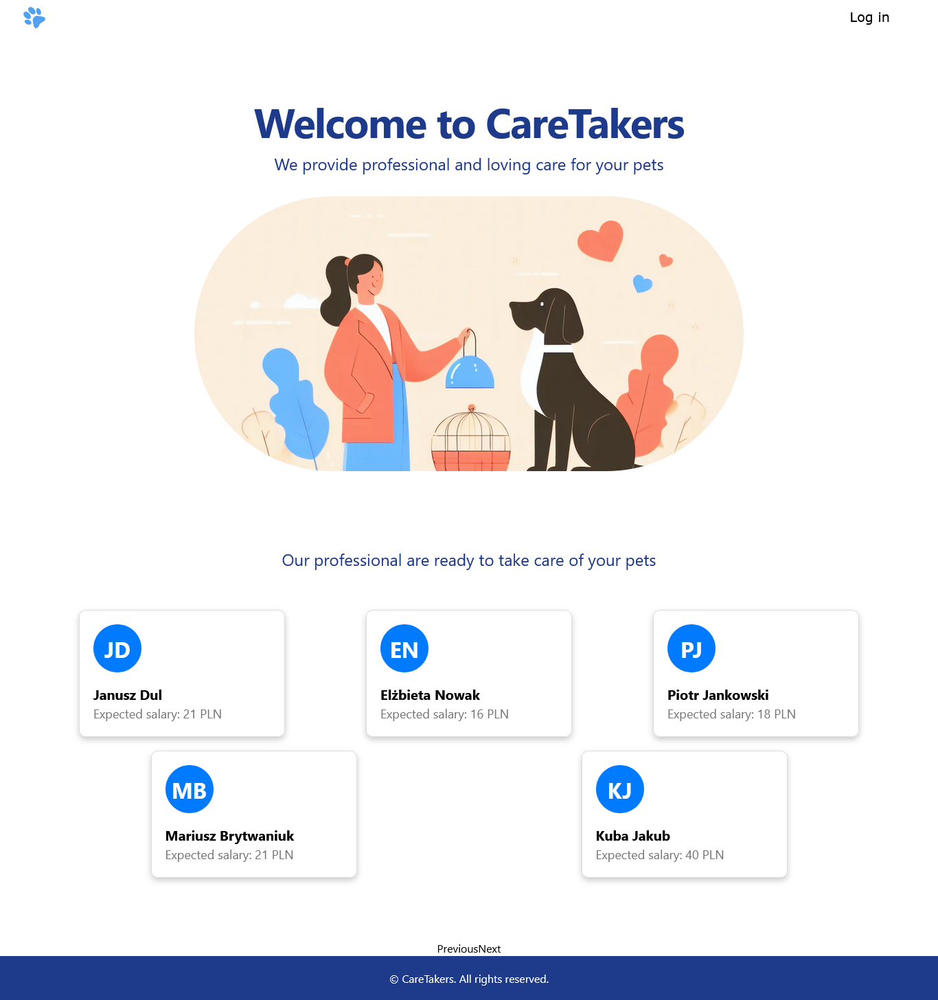 Log in
Welcome to CareTakers
We provide professional and loving care for your pets
Our professional are ready to take care of your pets
JD
Janusz Dul
Expected salary: 21 PLN
EN
Elżbieta Nowak
Expected salary: 16 PLN
PJ
Piotr Jankowski
Expected salary: 18 PLN
MB
Mariusz Brytwaniuk
Expected salary: 21 PLN
KJ
Kuba Jakub
Expected salary: 40 PLN
PreviousNext
© CareTakers. All rights reserved.